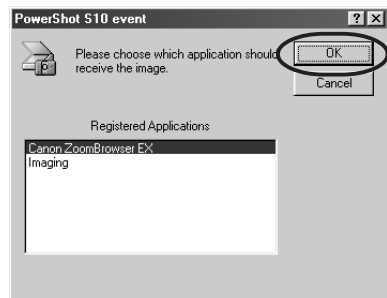 PowerShot S10 event
Please choose which application should
receive the image.
OK
Cancel
Registered Applications
Canon ZoomBrowser EX
Imaging